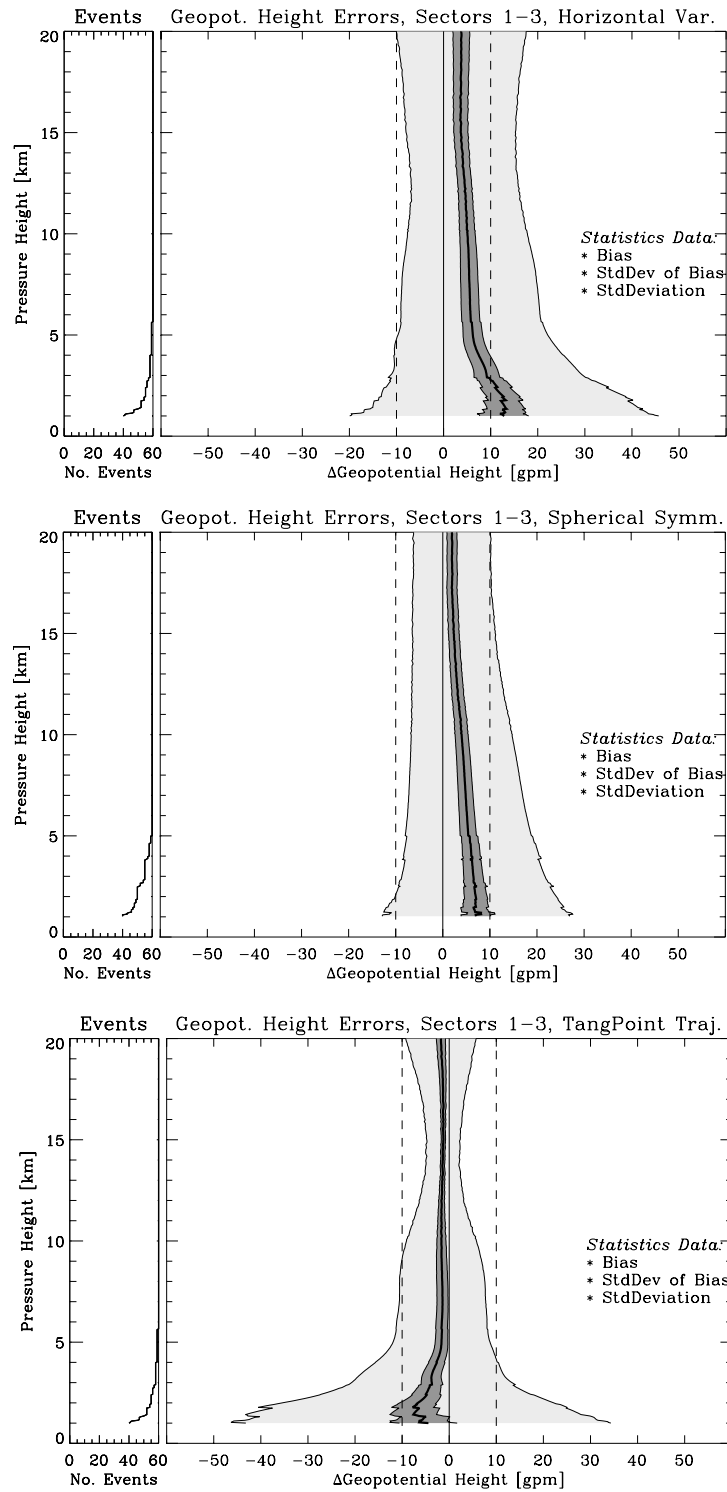 Events Geopot. Height Errors, Sectors 1-3, Horizontal Var.
20
15
10
5
0
Pressure Height [km]
Statistics Data:
* Bias
* StdDev of Bias
* StdDeviation
0 20 40 60 -50 -40 -30 -20 -10 0 10 20 30 40 50
No. Events ΔGeopotential Height [gpm]
Events Geopot. Height Errors, Sectors 1-3, Spherical Symm.
20
15
10
5
0
Pressure Height [km]
Statistics Data:
* Bias
* StdDev of Bias
* StdDeviation
0 20 40 60 -50 -40 -30 -20 -10 0 10 20 30 40 50
No. Events ΔGeopotential Height [gpm]
Events Geopot. Height Errors, Sectors 1-3, TangPoint Traj.
20
15
10
5
0
Pressure Height [km]
Statistics Data:
* Bias
* StdDev of Bias
* StdDeviation
0 20 40 60 -50 -40 -30 -20 -10 0 10 20 30 40 50
No. Events ΔGeopotential Height [gpm]